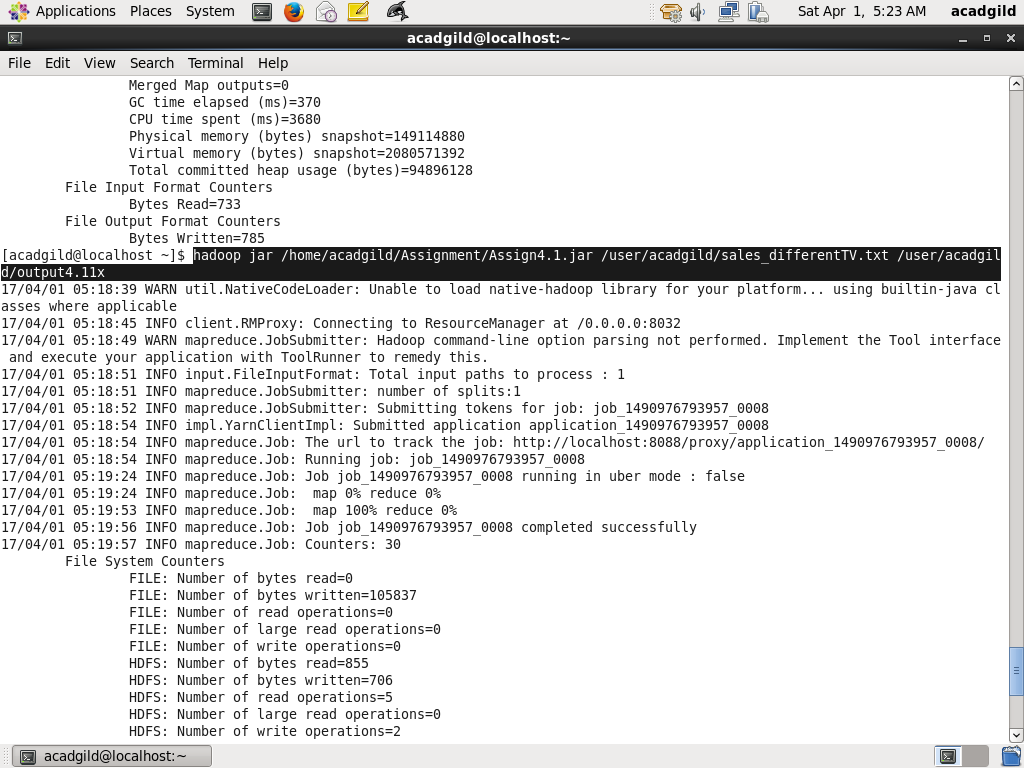 Applications Places System Sat Apr 1, 5:23 AM acadgild
acadgild@localhost:~
File Edit View Search Terminal Help
Merged Map outputs=0
GC time elapsed (ms)=370
CPU time spent (ms)=3680
Physical memory (bytes) snapshot=149114880
Virtual memory (bytes) snapshot=2080571392
Total committed heap usage (bytes)=94896128
File Input Format Counters
Bytes Read=733
File Output Format Counters
Bytes Written=785
[acadgild@localhost ~]$ hadoop jar /home/acadgild/Assignment/Assign4.1.jar /user/acadgild/sales_differentTV.txt /user/acadgil
d/output4.11x
17/04/01 05:18:39 WARN util.NativeCodeLoader: Unable to load native-hadoop library for your platform... using builtin-java cl
asses where applicable
17/04/01 05:18:45 INFO client.RMProxy: Connecting to ResourceManager at /0.0.0.0:8032
17/04/01 05:18:49 WARN mapreduce.JobSubmitter: Hadoop command-line option parsing not performed. Implement the Tool interface
and execute your application with ToolRunner to remedy this.
17/04/01 05:18:51 INFO input.FileInputFormat: Total input paths to process : 1
17/04/01 05:18:51 INFO mapreduce.JobSubmitter: number of splits:1
17/04/01 05:18:52 INFO mapreduce.JobSubmitter: Submitting tokens for job: job_1490976793957_0008
17/04/01 05:18:54 INFO impl.YarnClientImpl: Submitted application application_1490976793957_0008
17/04/01 05:18:54 INFO mapreduce.Job: The url to track the job: http://localhost:8088/proxy/application_1490976793957_0008/
17/04/01 05:18:54 INFO mapreduce.Job: Running job: job_1490976793957_0008
17/04/01 05:19:24 INFO mapreduce.Job: Job job_1490976793957_0008 running in uber mode : false
17/04/01 05:19:24 INFO mapreduce.Job:  map 0% reduce 0%
17/04/01 05:19:53 INFO mapreduce.Job:  map 100% reduce 0%
17/04/01 05:19:56 INFO mapreduce.Job: Job job_1490976793957_0008 completed successfully
17/04/01 05:19:57 INFO mapreduce.Job: Counters: 30
File System Counters
FILE: Number of bytes read=0
FILE: Number of bytes written=105837
FILE: Number of read operations=0
FILE: Number of large read operations=0
FILE: Number of write operations=0
HDFS: Number of bytes read=855
HDFS: Number of bytes written=706
HDFS: Number of read operations=5
HDFS: Number of large read operations=0
HDFS: Number of write operations=2
acadgild@localhost:~